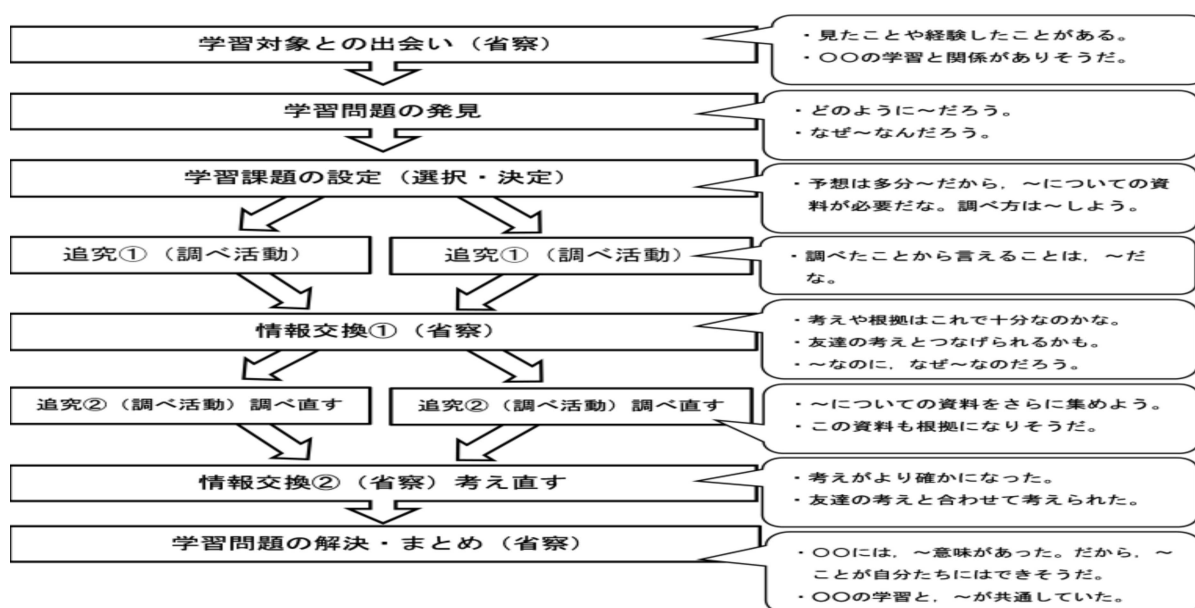 学習対象との出会い（省察）
・見たことや経験したことがある。
・〇〇の学習と関係がありそうだ。
学習問題の発見
・どのように～だろう。
・なぜ～なんだろう。
学習課題の設定（選択・決定）
・予想は多分～だから，～についての資
料が必要だな。調べ方は～しよう。
追究①（調べ活動）
追究①（調べ活動）
・調べたことから言えることは，～だ
な。
情報交換①（省察）
・考えや根拠はこれで十分なのかな。
・友達の考えとつなげられるかも。
・～なのに，なぜ～なのだろう。
追究②（調べ活動）調べ直す
追究②（調べ活動）調べ直す
・～についての資料をさらに集めよう。
・この資料も根拠になりそうだ。
情報交換②（省察）考え直す
・考えがより確かになった。
・友達の考えと合わせて考えられた。
学習問題の解決・まとめ（省察）
・〇〇には，～意味があった。だから，～
ことが自分たちにはできそうだ。
・〇〇の学習と，～が共通していた。